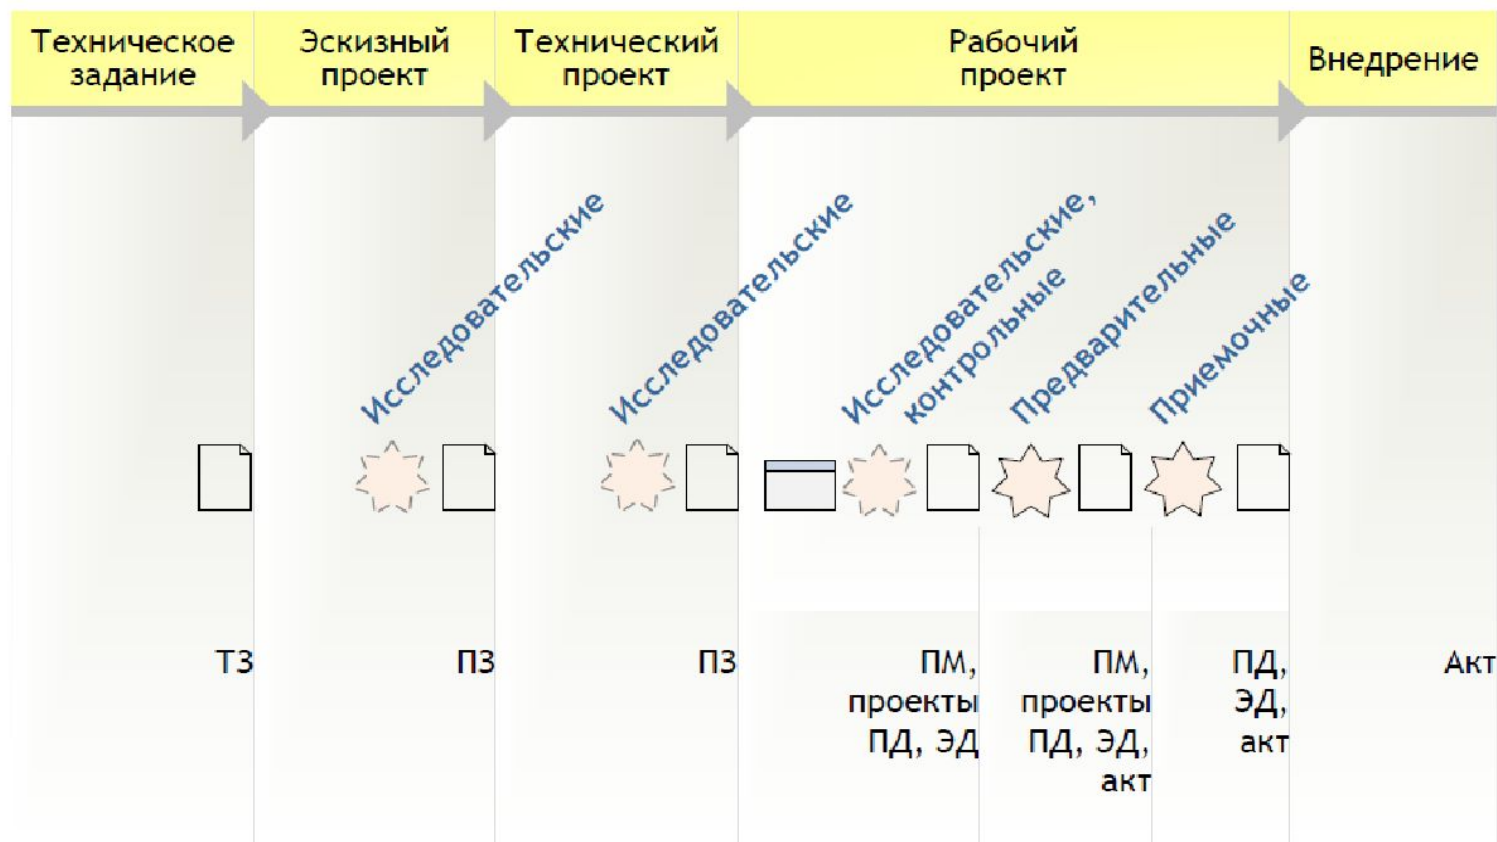 Техническое
задание
Эскизный
проект
Технический
проект
Рабочий
проект
Внедрение
Исследовательские
Исследовательские
Исследовательские,
контрольные
Предварительные
Приемочные
ТЗ
ПЗ
ПЗ
ПМ,
проекты
ПД, ЭД
ПМ,
проекты
ПД, ЭД,
акт
ПД,
ЭД,
акт
Акт